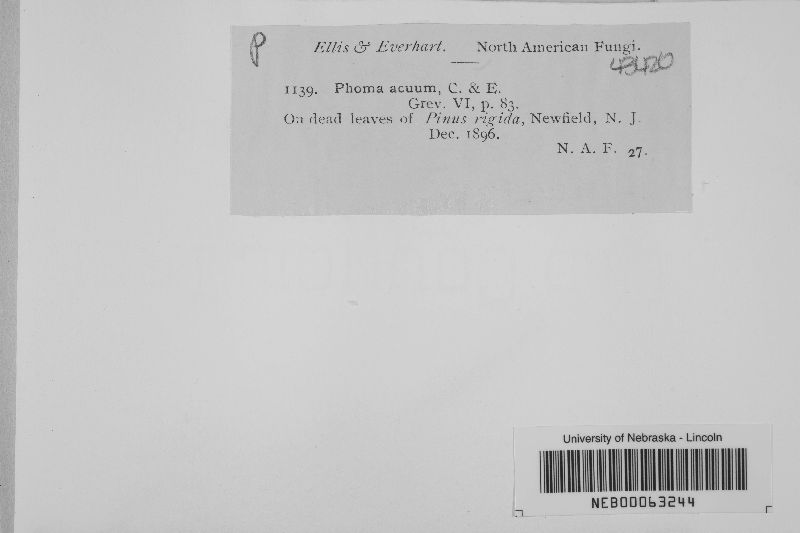 P
Ellis & Everhart. North American Fungi.
43420
1139. Phoma acuum, C. & E.
Grev. VI, p. 83.
On dead leaves of Pinus rigida, Newfield, N. J.
Dec. 1896.
N. A. F. 27.
University of Nebraska - Lincoln
NEB00063244